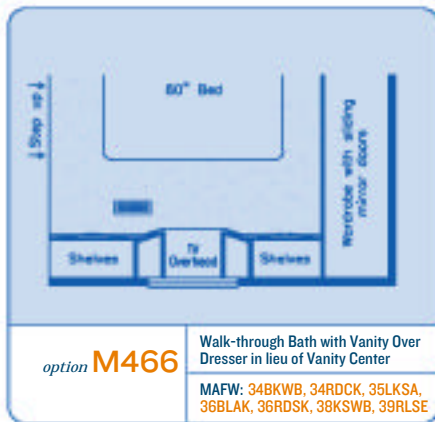 60" Bed
Step up
Wardrobe with sliding
mirror doors
Shelves
TV
Overhead
Shelves
option M466
Walk-through Bath with Vanity Over
Dresser in lieu of Vanity Center
MAFW: 34BKWB, 34RDCK, 35LKSA,
36BLAK, 36RDSK, 38KSWB, 39RLSE